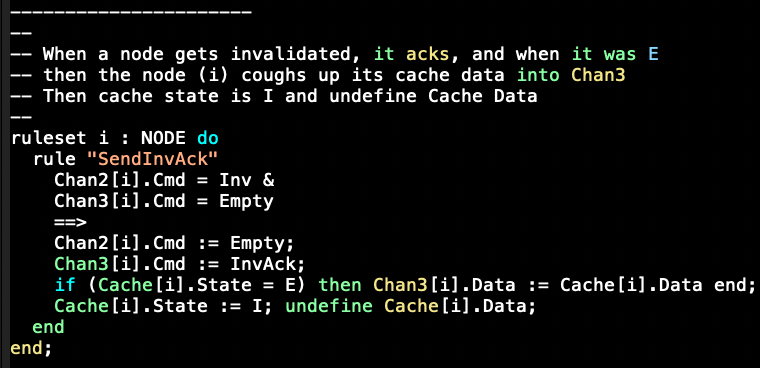 ----------------------
--
-- When a node gets invalidated, it acks, and when it was E
-- then the node (i) coughs up its cache data into Chan3
-- Then cache state is I and undefine Cache Data
--
ruleset i : NODE do
  rule "SendInvAck"
    Chan2[i].Cmd = Inv &
    Chan3[i].Cmd = Empty
    ==>
    Chan2[i].Cmd := Empty;
    Chan3[i].Cmd := InvAck;
    if (Cache[i].State = E) then Chan3[i].Data := Cache[i].Data end;
    Cache[i].State := I; undefine Cache[i].Data;
  end
end;